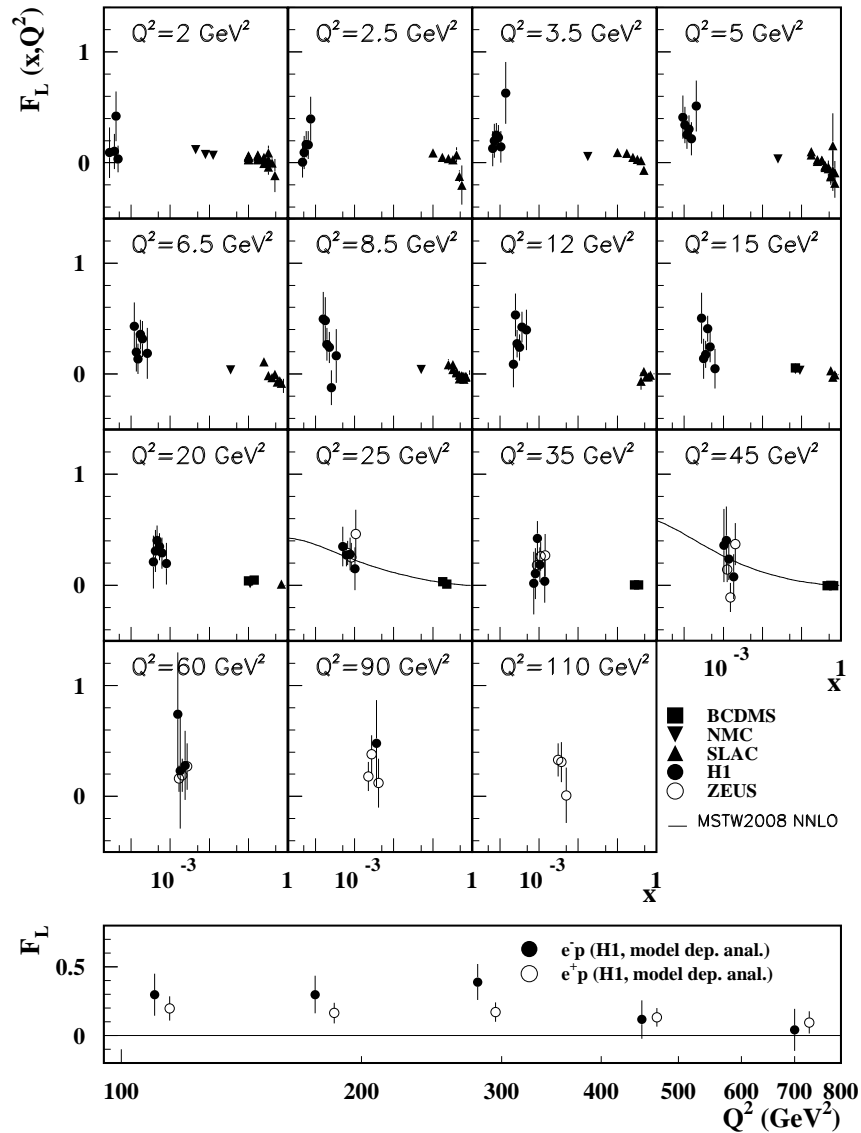 F_L (x,Q²)
Q²=2 GeV²
Q²=2.5 GeV²
Q²=3.5 GeV²
Q²=5 GeV²
1
0
Q²=6.5 GeV²
Q²=8.5 GeV²
Q²=12 GeV²
Q²=15 GeV²
1
0
Q²=20 GeV²
Q²=25 GeV²
Q²=35 GeV²
Q²=45 GeV²
1
0
10⁻³ 1
x
Q²=60 GeV²
Q²=90 GeV²
Q²=110 GeV²
1
0
10⁻³ 1
10⁻³
10⁻³ 1
x
BCDMS
NMC
SLAC
H1
ZEUS
MSTW2008 NNLO
F_L
0.5
0
e⁻p (H1, model dep. anal.)
e⁺p (H1, model dep. anal.)
100 200 300 400 500 600 700 800
Q² (GeV²)